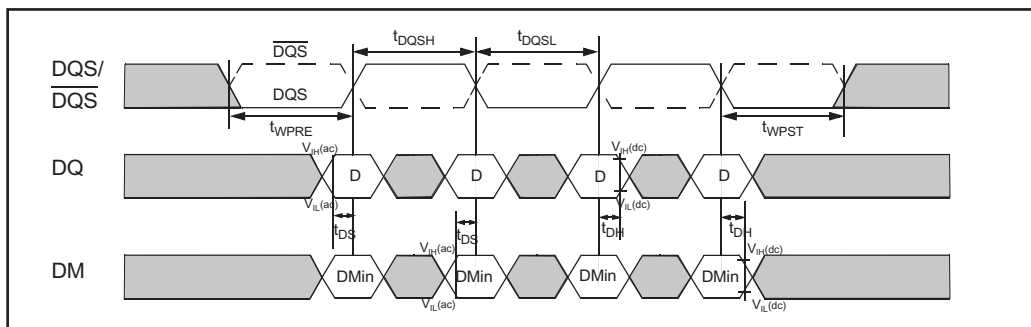 DQS/
DQS
DQS
DQS
tDQSH
tDQSL
tWPRE
tWPST
DQ
VIH(ac)
VIL(ac)
D
D
D
D
VIH(dc)
VIL(dc)
tDS
tDS
tDH
tDH
DM
VIH(ac)
VIL(ac)
DMin
DMin
DMin
DMin
VIH(dc)
VIL(dc)